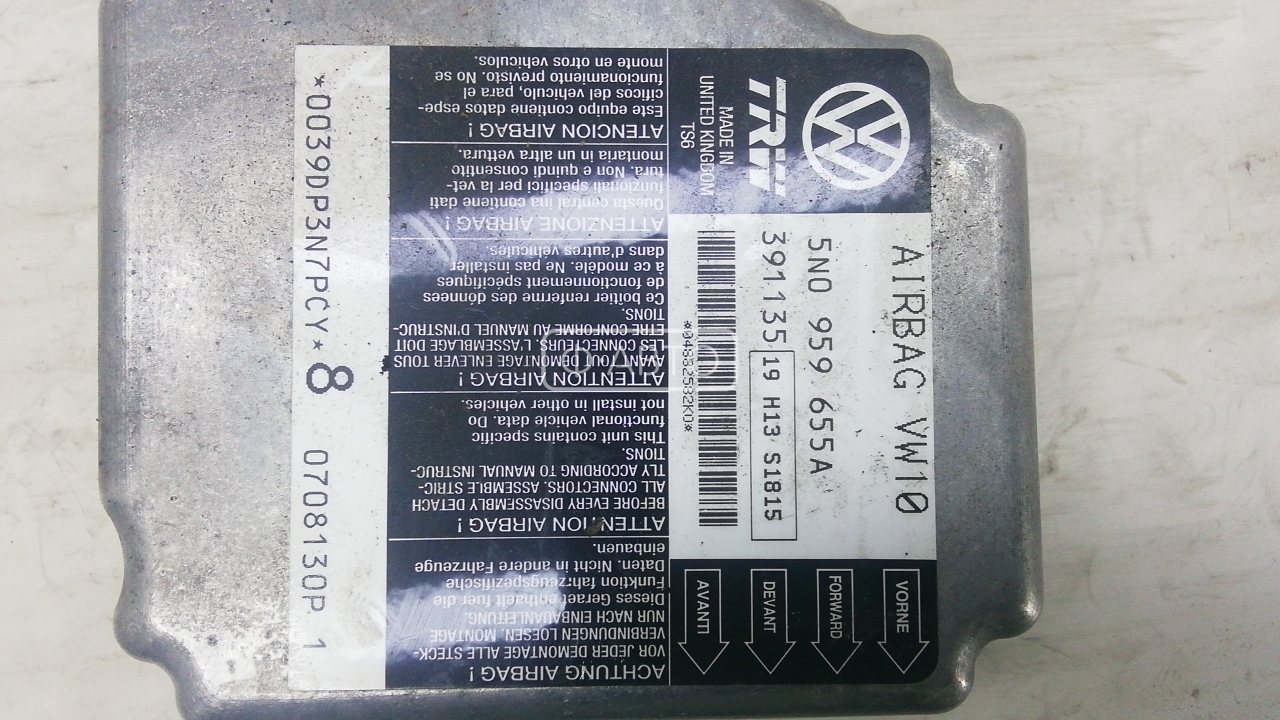 MADE IN
UNITED KINGDOM
TS6
TRW
VW
AIRBAG VW10
5N0 959 655A
391135
19 H13 S1815
VORNE
FORWARD
DEVANT
AVANTI
ATENCION AIRBAG !
Este equipo contiene datos espe-
cificos del vehiculo, para el
funcionamiento previsto. No se
monte en otros vehiculos.
ATTENZIONE AIRBAG !
Questa central ina contiene dati
funzionali specifici per la vet-
tura. Non e quindi consentito
montaria in un altra vettura.
ATTENTION AIRBAG !
AVANT TOUT DEMONTAGE ENLEVER TOUS
LES CONNECTEURS. L'ASSEMBLAGE DOIT
ETRE CONFORME AU MANUEL D'INSTRUC-
TIONS.
Ce boîtier renferme des données
de fonctionnement spécifiques
à ce modèle. Ne pas installer
dans d'autres véhicules.
ATTENTION AIRBAG !
BEFORE EVERY DISASSEMBLY DETACH
ALL CONNECTORS. ASSEMBLE STRIC-
TLY ACCORDING TO MANUAL INSTRUC-
TIONS.
This unit contains specific
functional vehicle data. Do
not install in other vehicles.
ACHTUNG AIRBAG !
VOR JEDER DEMONTAGE ALLE STECK-
VERBINDUNGEN LOESEN, MONTAGE
NUR NACH EINBAUANLEITUNG.
Dieses Geraet enthaelt fuer die
Funktion fahrzeugspezifische
Daten. Nicht in andere Fahrzeuge
einbauen.
*0039DP3N7PCY* 8 0708130P 1